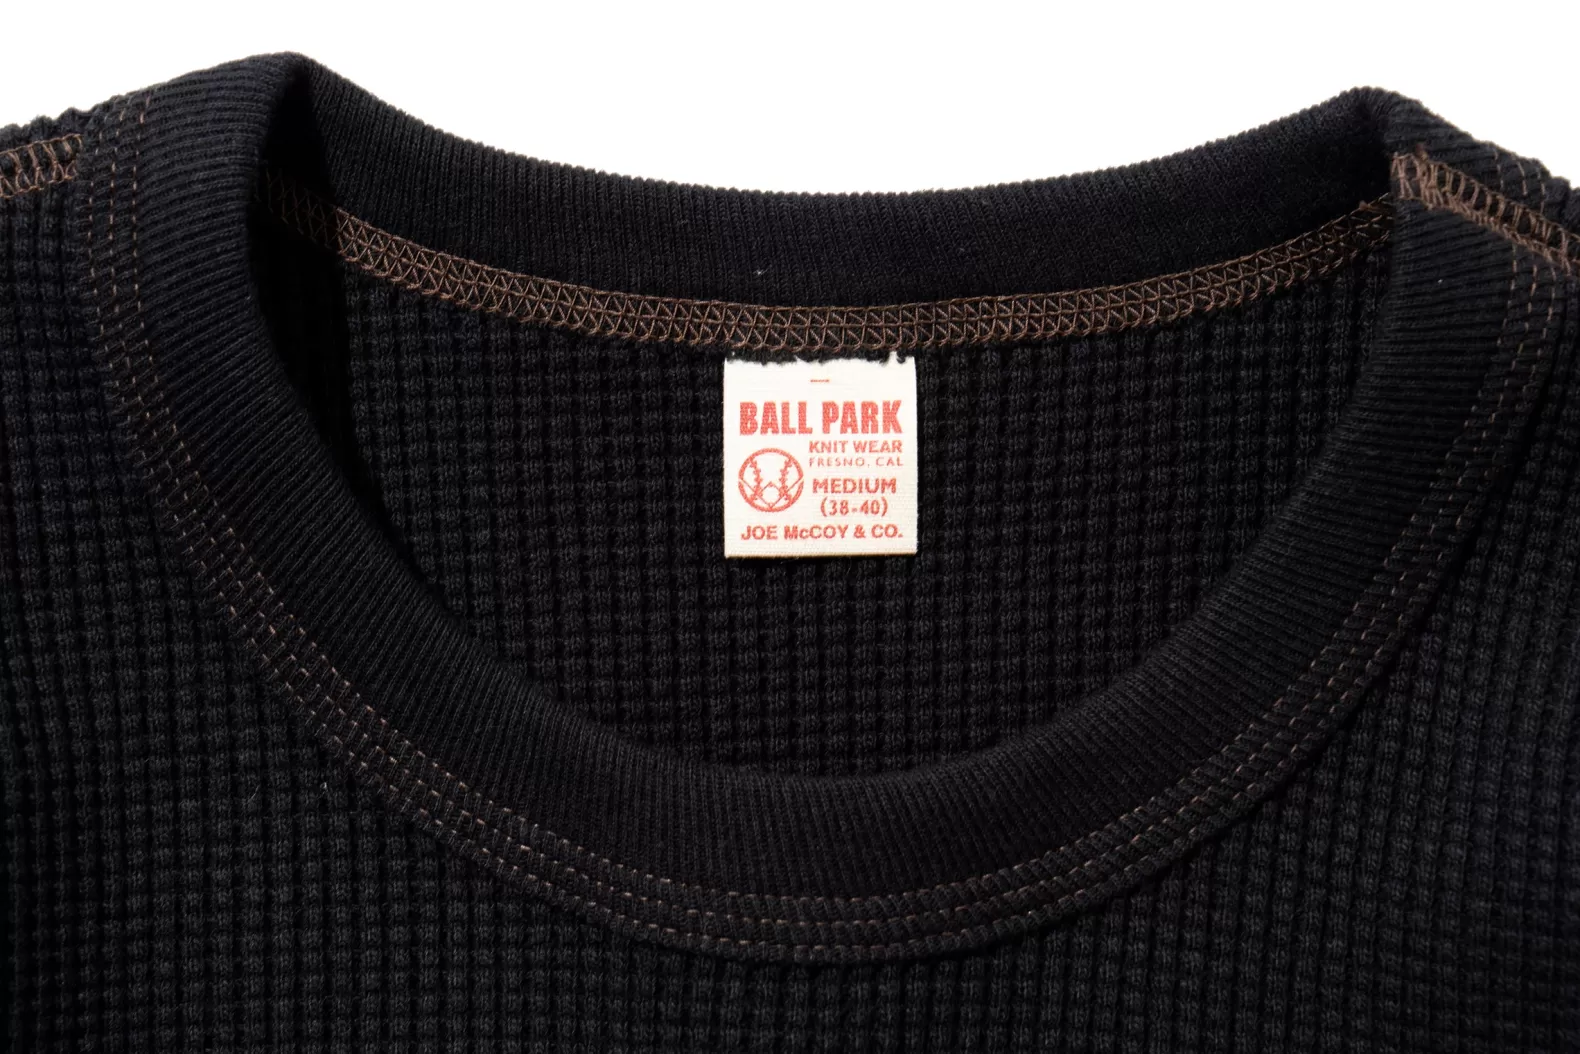 BALL PARK
KNIT WEAR
FRESNO, CAL
MEDIUM
(38-40)
JOE McCOY & CO.